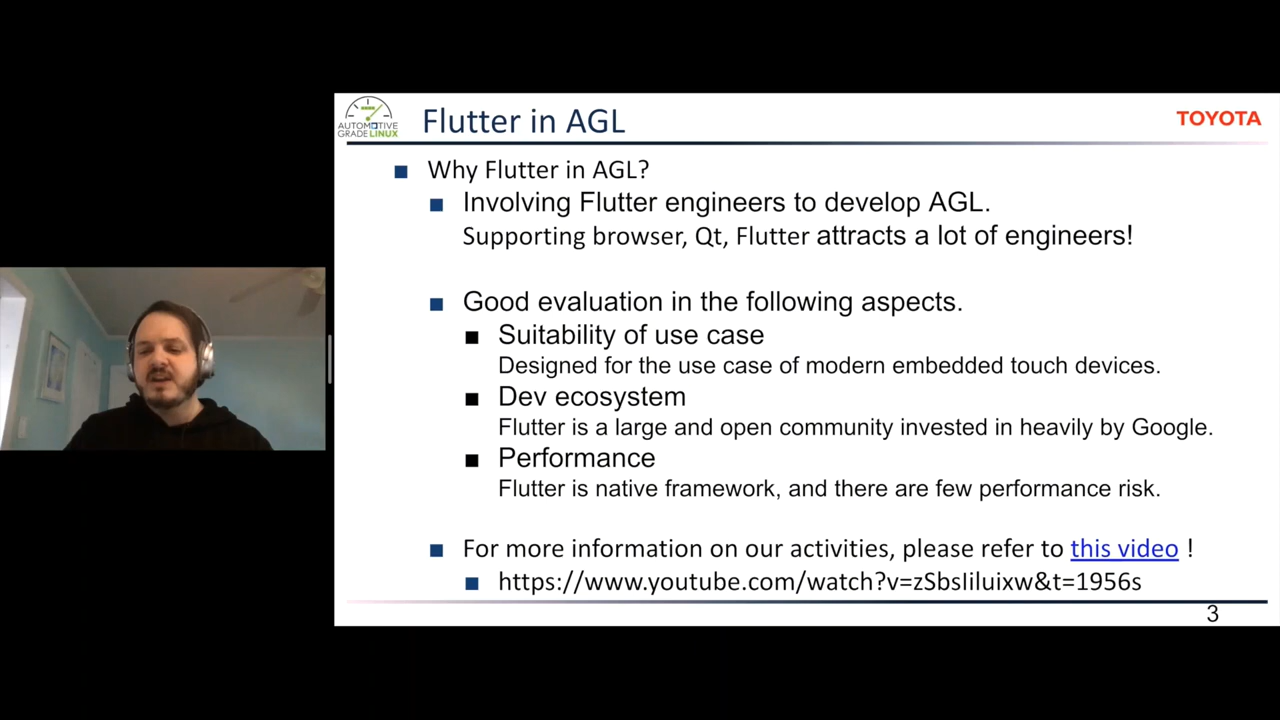 AUTOMOTIVE
GRADELINUX
Flutter in AGL
TOYOTA
Why Flutter in AGL?
Involving Flutter engineers to develop AGL.
Supporting browser, Qt, Flutter attracts a lot of engineers!
Good evaluation in the following aspects.
Suitability of use case
Designed for the use case of modern embedded touch devices.
Dev ecosystem
Flutter is a large and open community invested in heavily by Google.
Performance
Flutter is native framework, and there are few performance risk.
For more information on our activities, please refer to this video !
https://www.youtube.com/watch?v=zSbsIiluixw&t=1956s
3